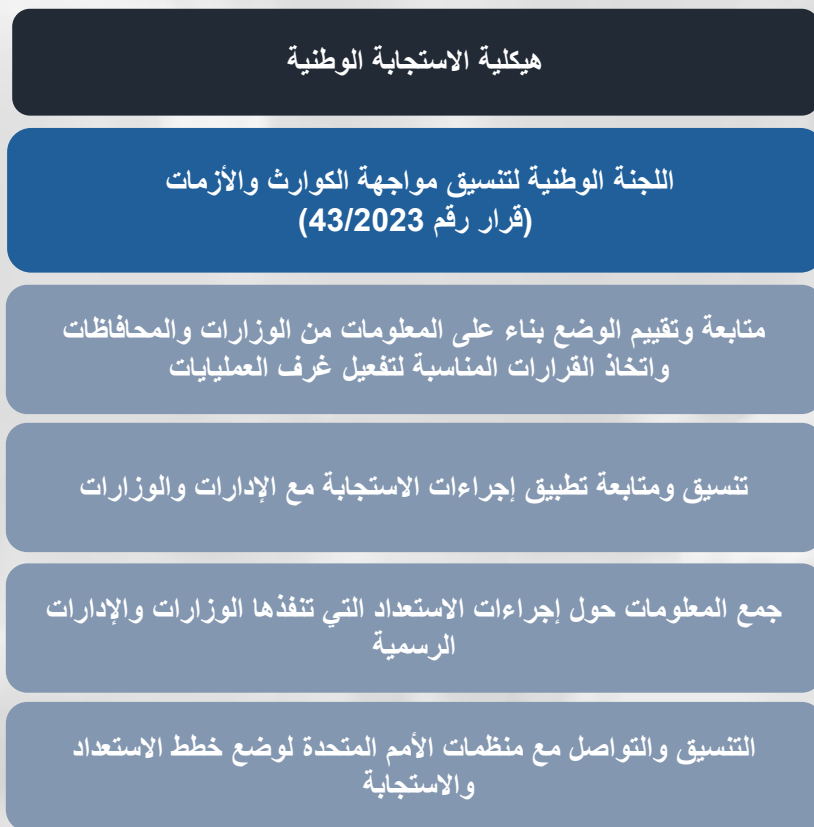 هيكلية الاستجابة الوطنية
اللجنة الوطنية لتنسيق مواجهة الكوارث والأزمات
(قرار رقم 43/2023)
متابعة وتقييم الوضع بناء على المعلومات من الوزارات والمحافاظات
واتخاذ القرارات المناسبة لتفعيل غرف العمليايات
تنسيق ومتابعة تطبيق إجراءات الاستجابة مع الإدارات والوزارات
جمع المعلومات حول إجراءات الاستعداد التي تنفذها الوزارات والإدارات
الرسمية
التنسيق والتواصل مع منظمات الأمم المتحدة لوضع خطط الاستعداد
والاستجابة